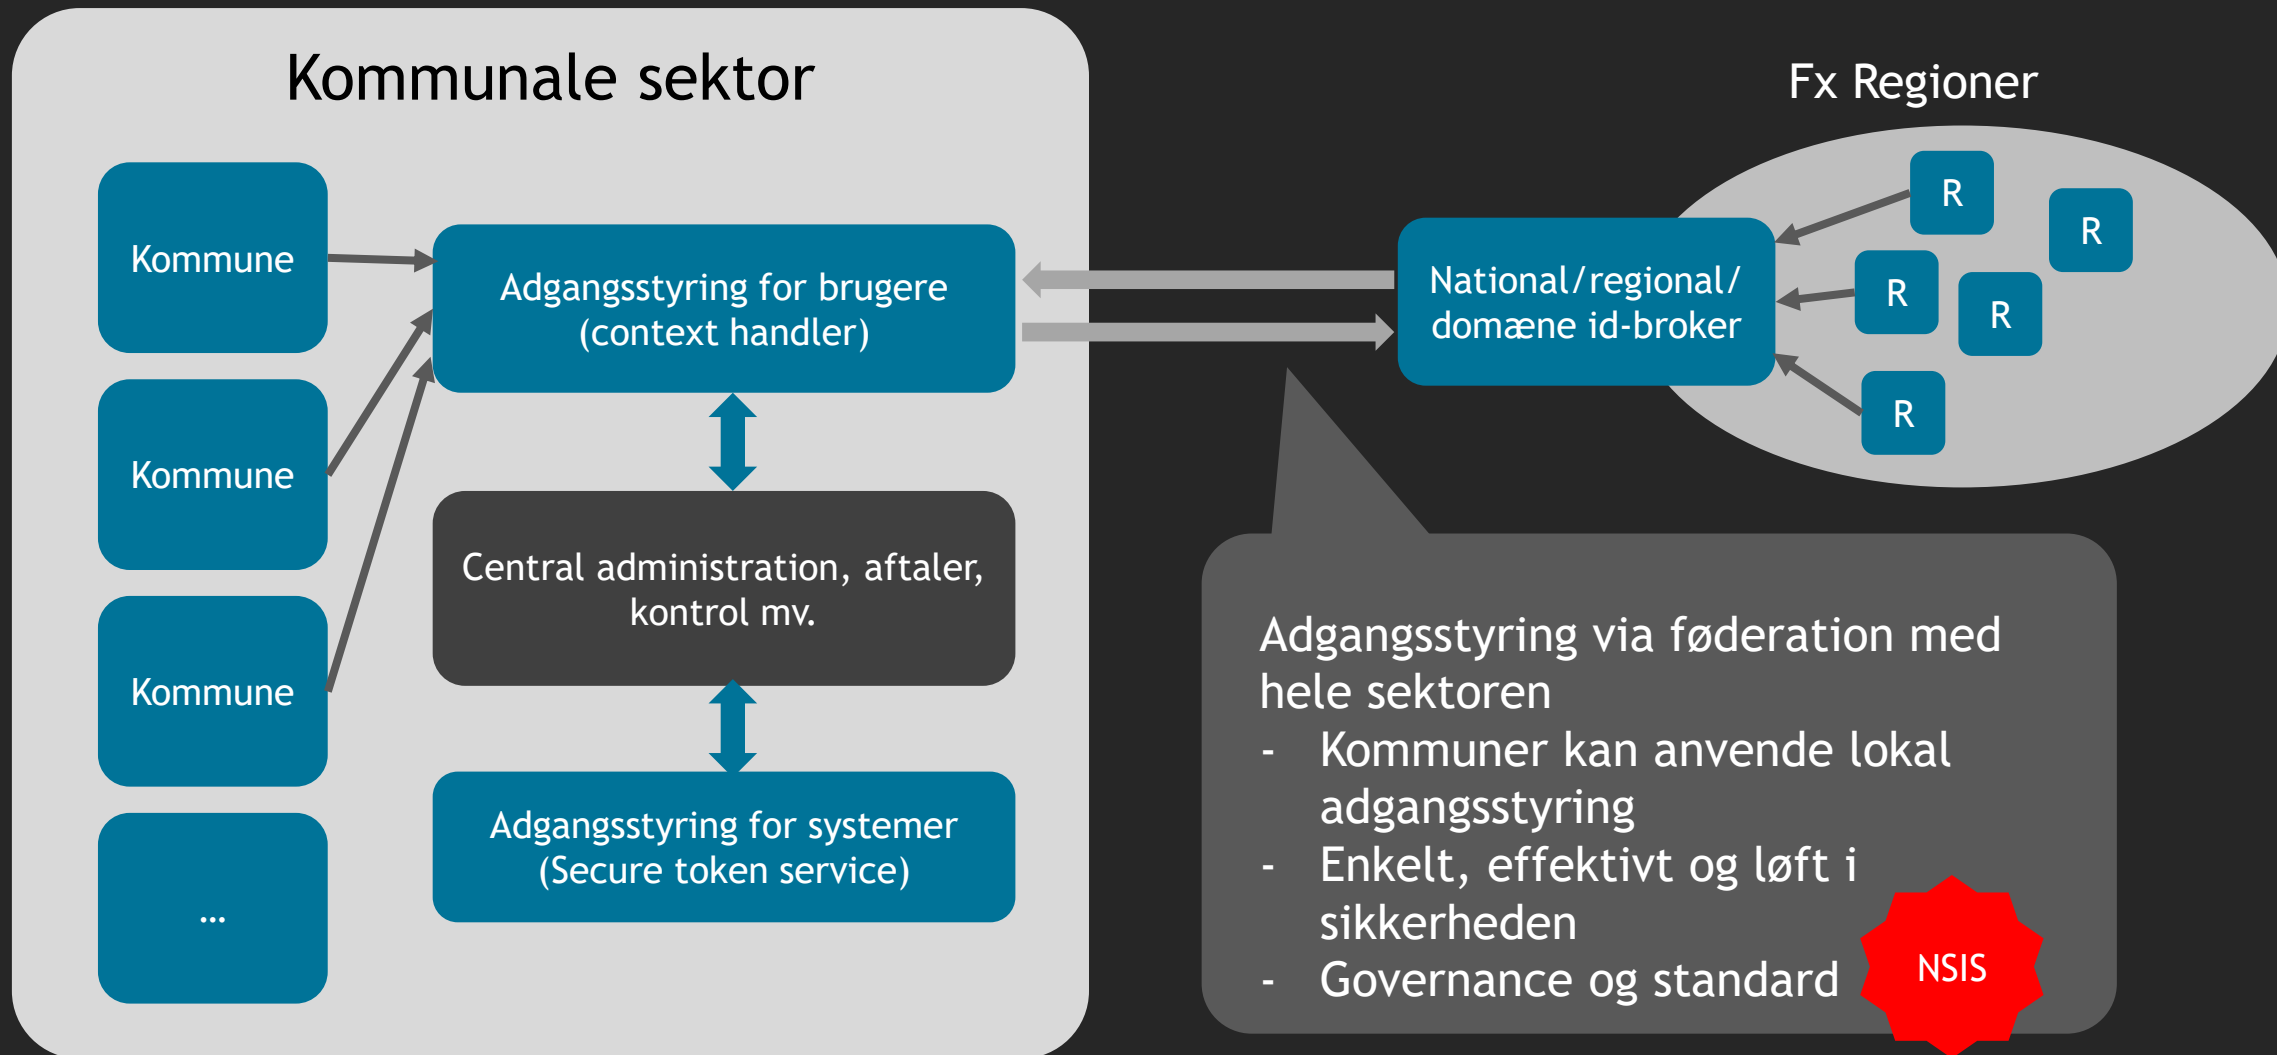 Kommunale sektor
Fx Regioner
Kommune
Kommune
Kommune
…
Adgangsstyring for brugere
(context handler)
Central administration, aftaler,
kontrol mv.
Adgangsstyring for systemer
(Secure token service)
National/regional/
domæne id-broker
R
R
R
R
R
Adgangsstyring via føderation med
hele sektoren
- Kommuner kan anvende lokal
adgangsstyring
- Enkelt, effektivt og løft i
sikkerheden
- Governance og standard
NSIS